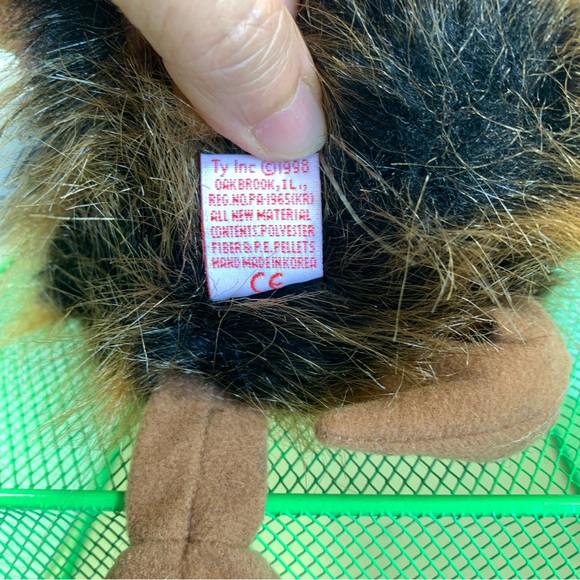 Ty Inc ©1998
OAKBROOK, IL.,
REG.NO.PA-1965(KR)
ALL NEW MATERIAL
CONTENTS:POLYESTER
FIBER & P.E. PELLETS
HAND MADE IN KOREA
CE